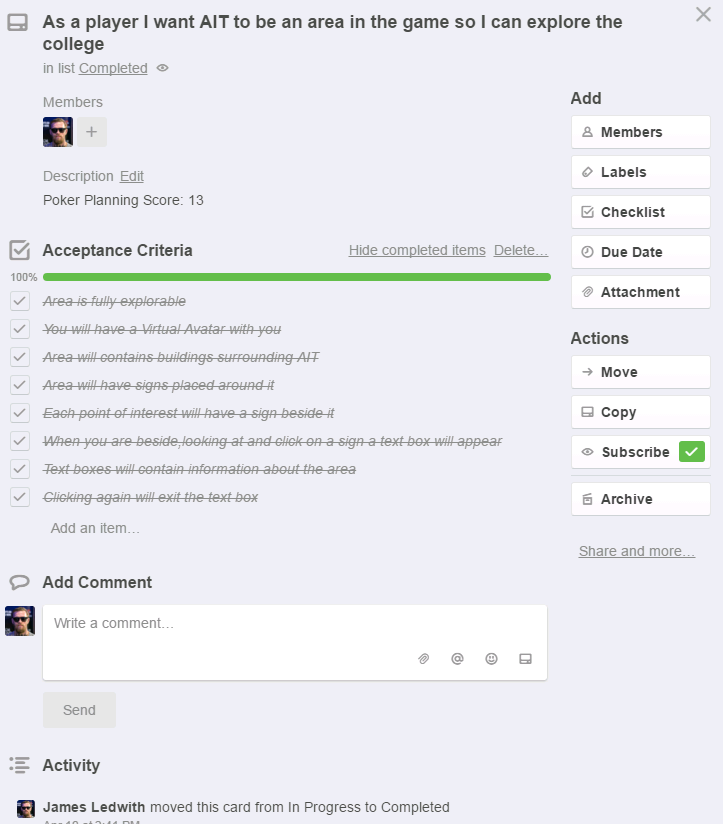 As a player I want AIT to be an area in the game so I can explore the
college
in list Completed
Members
Description Edit
Poker Planning Score: 13
Acceptance Criteria
Hide completed items Delete…
100%
Area is fully explorable
You will have a Virtual Avatar with you
Area will contains buildings surrounding AIT
Area will have signs placed around it
Each point of interest will have a sign beside it
When you are beside,looking at and click on a sign a text box will appear
Text boxes will contain information about the area
Clicking again will exit the text box
Add an item…
Add Comment
Write a comment…
Send
Activity
James Ledwith moved this card from In Progress to Completed
Add
Members
Labels
Checklist
Due Date
Attachment
Actions
Move
Copy
Subscribe
Archive
Share and more…